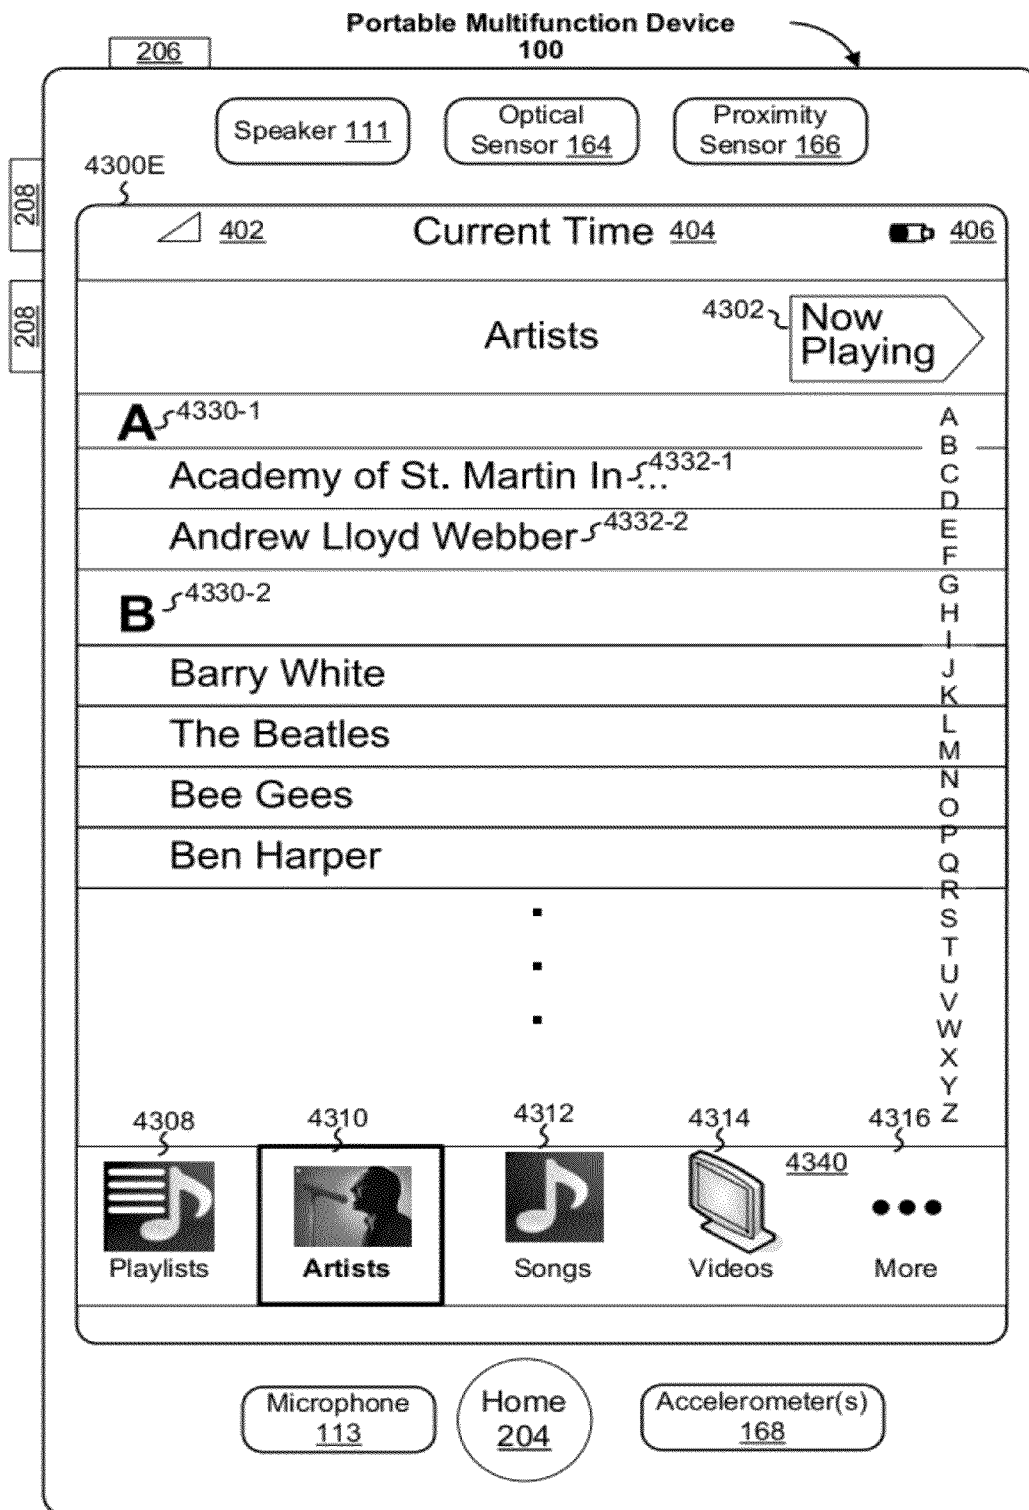 Portable Multifunction Device
100
206
Speaker 111
Optical
Sensor 164
Proximity
Sensor 166
208
208
4300E
402
Current Time 404
406
Artists
4302
Now
Playing
A
4330-1
Academy of St. Martin In ...
4332-1
Andrew Lloyd Webber
4332-2
B
4330-2
Barry White
The Beatles
Bee Gees
Ben Harper
A
B
C
D
E
F
G
H
I
J
K
L
M
N
O
P
Q
R
S
T
U
V
W
X
Y
Z
4308
4310
4312
4314
4316
4340
Playlists
Artists
Songs
Videos
More
Microphone
113
Home
204
Accelerometer(s)
168